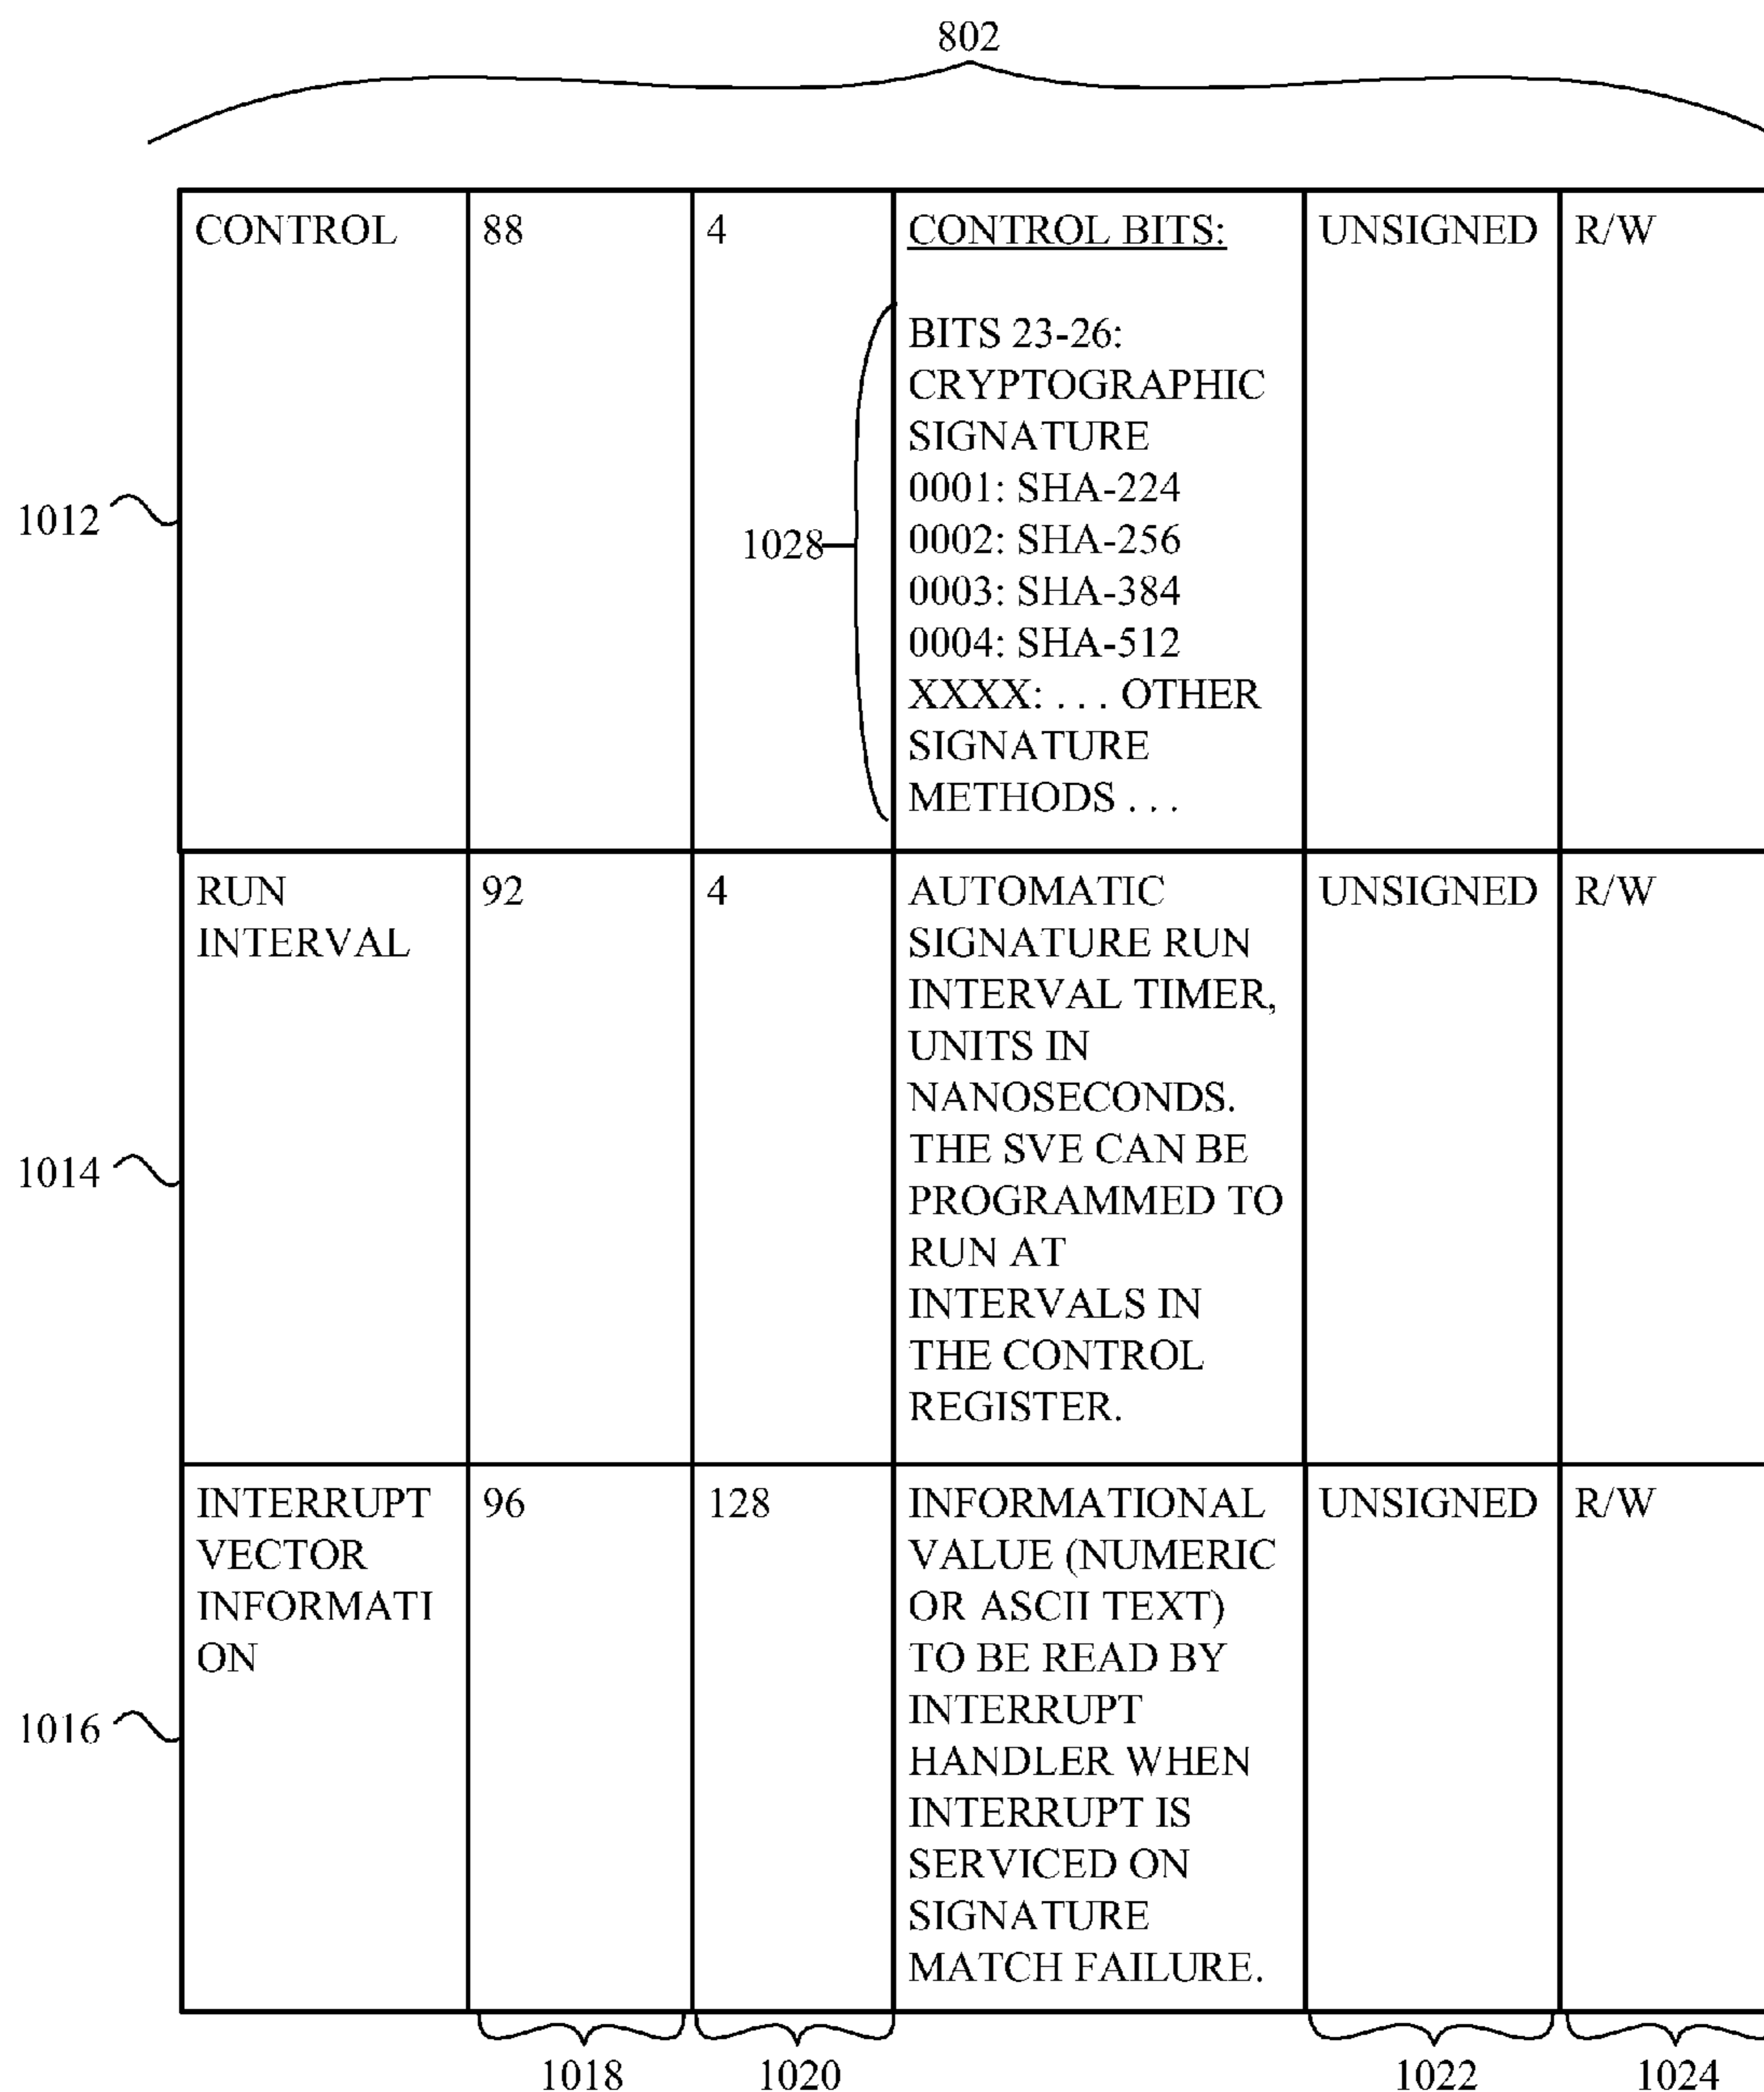 802
CONTROL
88
4
CONTROL BITS:
UNSIGNED
R/W
BITS 23-26:
CRYPTOGRAPHIC
SIGNATURE
0001: SHA-224
0002: SHA-256
0003: SHA-384
0004: SHA-512
XXXX: . . . OTHER
SIGNATURE
METHODS . . .
1028
1012
RUN
INTERVAL
92
4
AUTOMATIC
SIGNATURE RUN
INTERVAL TIMER,
UNITS IN
NANOSECONDS.
THE SVE CAN BE
PROGRAMMED TO
RUN AT
INTERVALS IN
THE CONTROL
REGISTER.
UNSIGNED
R/W
1014
INTERRUPT
VECTOR
INFORMATI
ON
96
128
INFORMATIONAL
VALUE (NUMERIC
OR ASCII TEXT)
TO BE READ BY
INTERRUPT
HANDLER WHEN
INTERRUPT IS
SERVICED ON
SIGNATURE
MATCH FAILURE.
UNSIGNED
R/W
1016
1018
1020
1022
1024